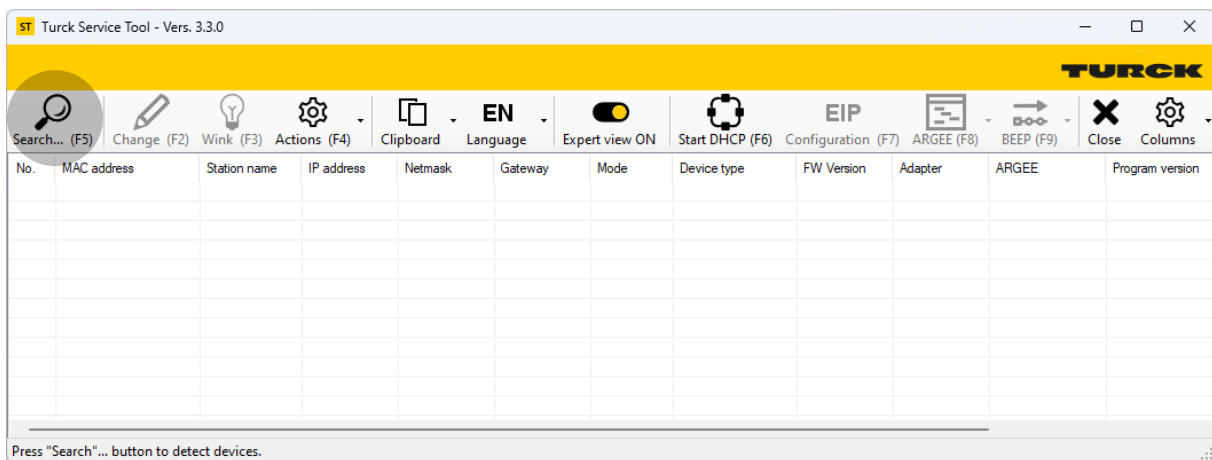 ST Turck Service Tool - Vers. 3.3.0
TURCK
Search... (F5) Change (F2) Wink (F3) Actions (F4) Clipboard EN Language Expert view ON Start DHCP (F6) EIP Configuration (F7) ARGEE (F8) BEEP (F9) Close Columns
No. MAC address Station name IP address Netmask Gateway Mode Device type FW Version Adapter ARGEE Program version
Press "Search"... button to detect devices.